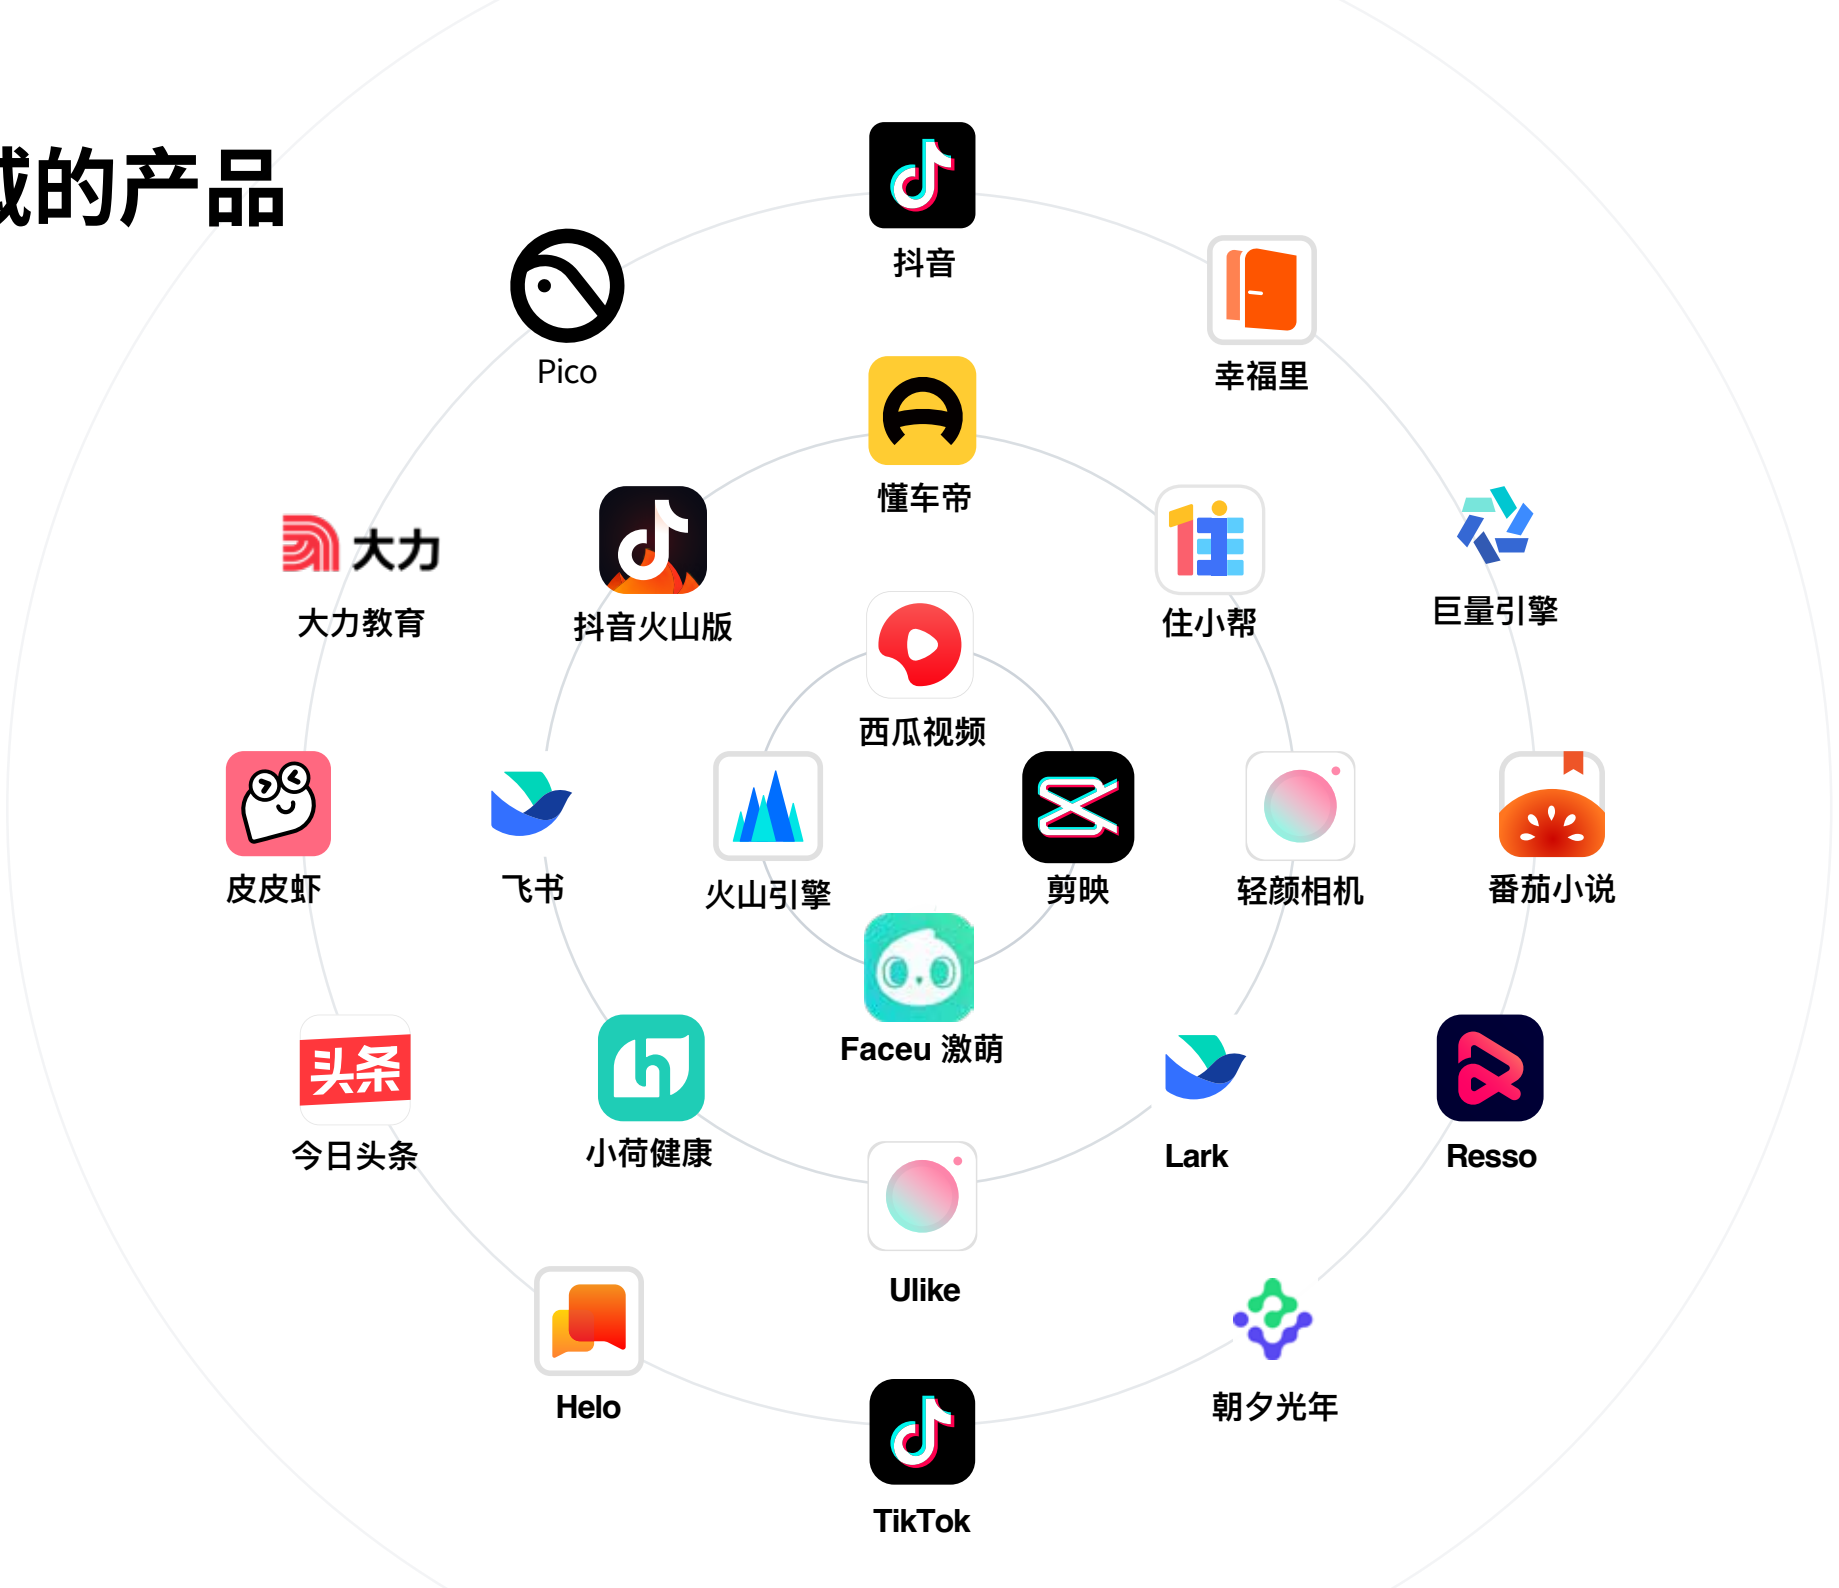 的产品
抖音
Pico
幸福里
懂车帝
大力
大力教育
抖音火山版
住小帮
巨量引擎
西瓜视频
皮皮虾
飞书
火山引擎
剪映
轻颜相机
番茄小说
Faceu 激萌
头条
今日头条
小荷健康
Lark
Resso
Ulike
Helo
朝夕光年
TikTok